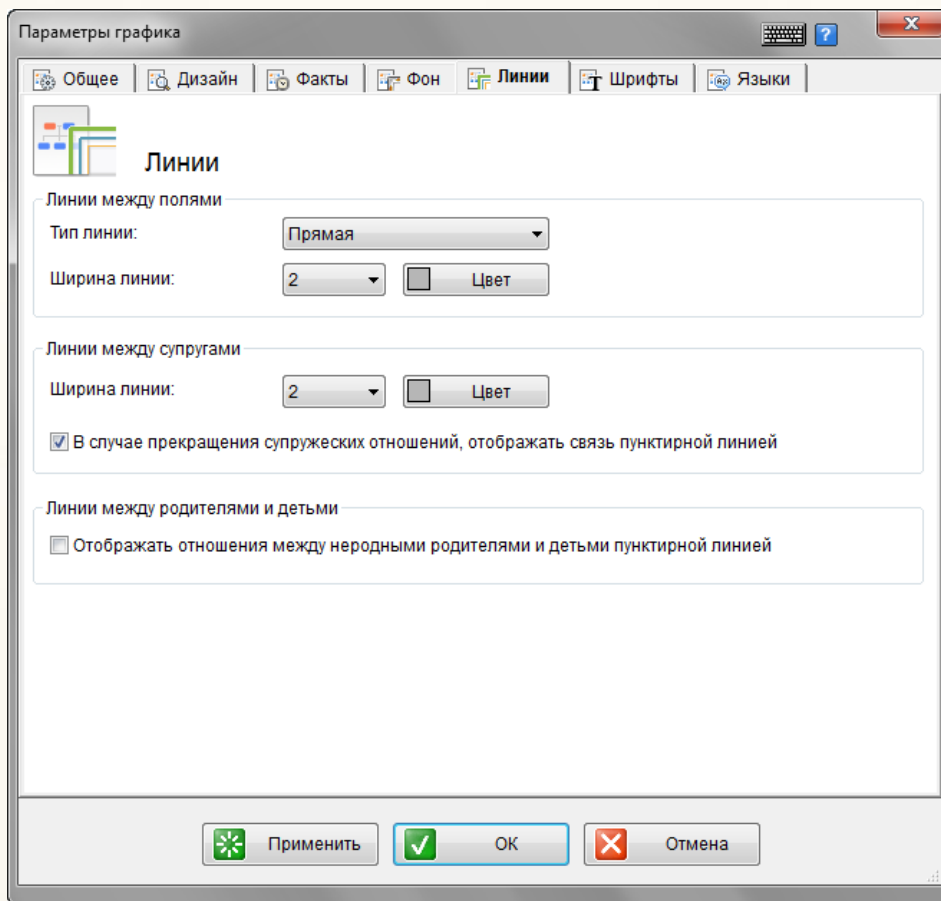 Параметры графика
?
Общее Дизайн Факты Фон Линии Шрифты Языки
Линии
Линии между полями
Тип линии: Прямая
Ширина линии: 2 Цвет
Линии между супругами
Ширина линии: 2 Цвет
В случае прекращения супружеских отношений, отображать связь пунктирной линией
Линии между родителями и детьми
Отображать отношения между неродными родителями и детьми пунктирной линией
Применить ОК Отмена